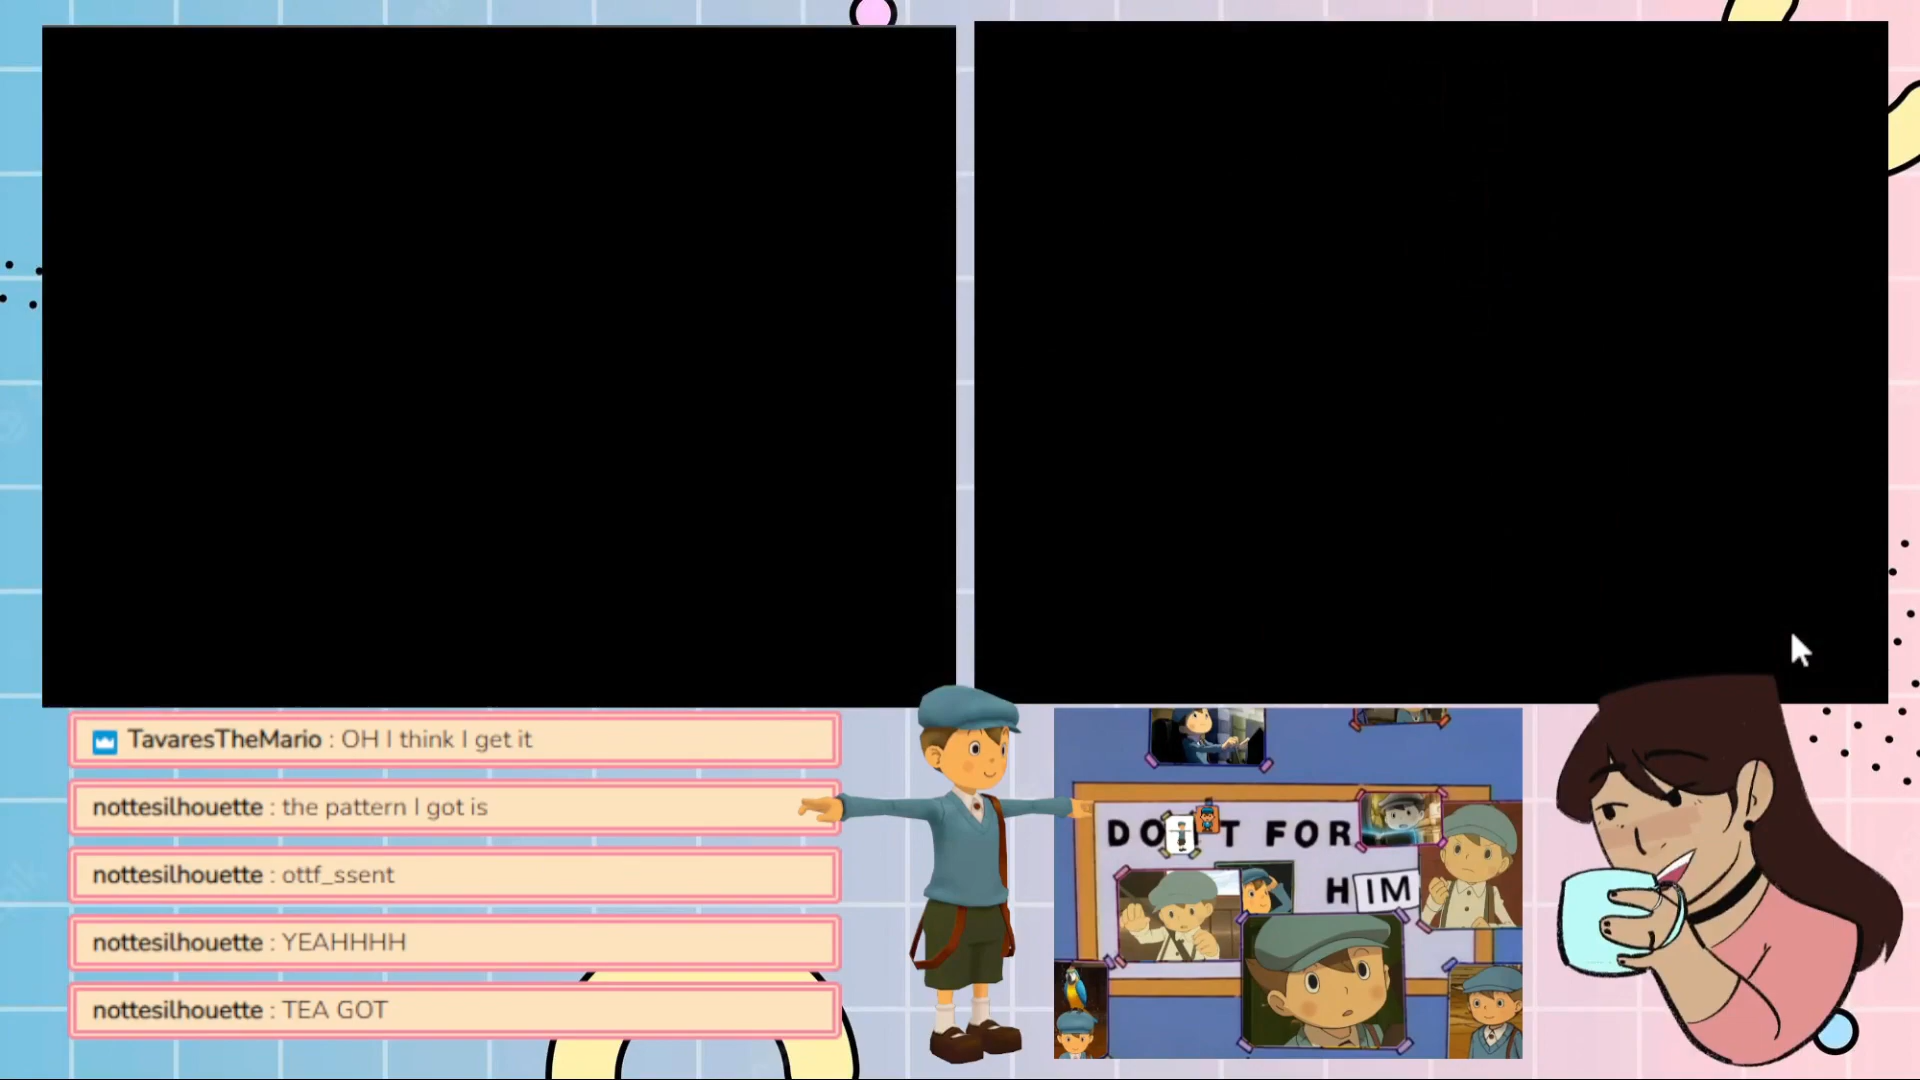 TavaresTheMario : OH I think I get it
nottesilhouette : the pattern I got is
nottesilhouette : ottf_ssent
nottesilhouette : YEAHHHH
nottesilhouette : TEA GOT
DO T FOR
HIM